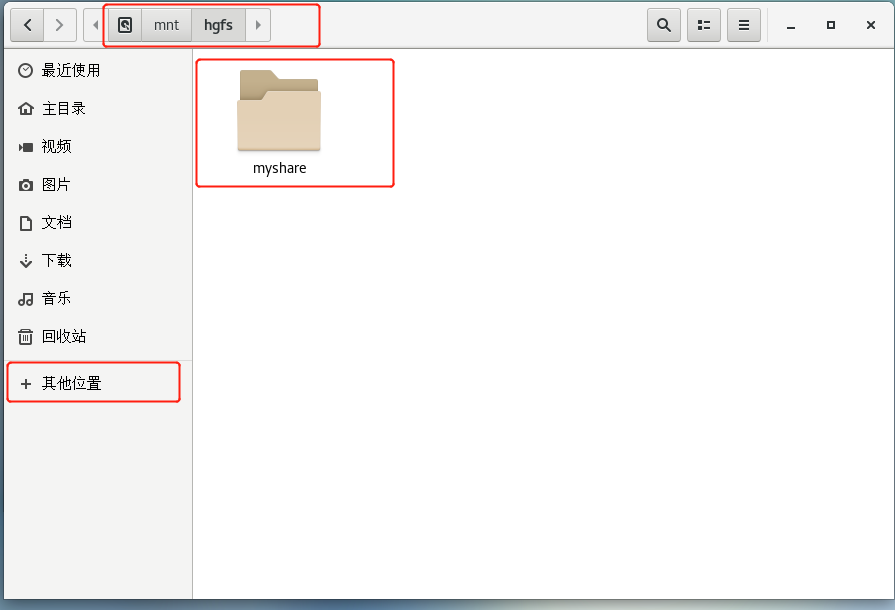 mnt hgfs
最近使用
主目录
视频
图片
文档
下载
音乐
回收站
其他位置
myshare